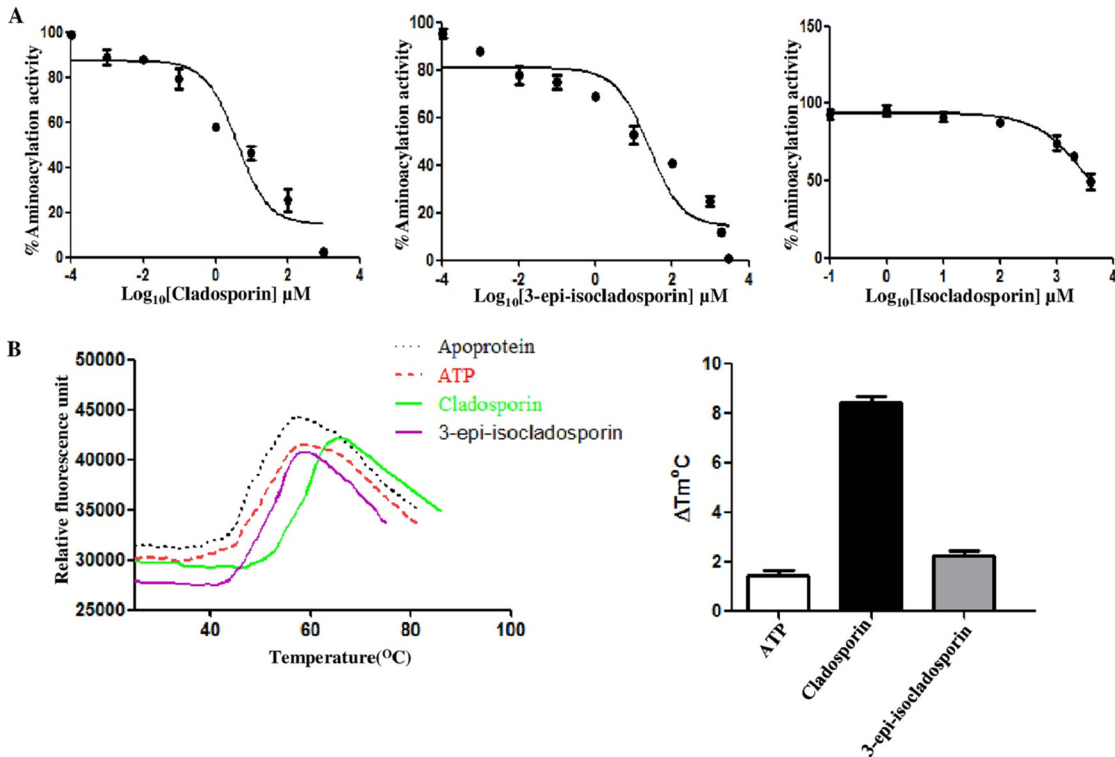 A
% Aminoacylation activity
100
80
60
40
20
0
-4
-2
0
2
4
Log10[Cladosporin] µM
% Aminoacylation activity
100
80
60
40
20
0
-4
-2
0
2
4
Log10[3-epi-isocladosporin] µM
% Aminoacylation activity
150
100
50
0
-1
0
1
2
3
4
Log10[Isocladosporin] µM
B
Relative fluorescence unit
50000
45000
40000
35000
30000
25000
40
60
80
100
Temperature(OC)
Apoprotein
ATP
Cladosporin
3-epi-isocladosporin
ΔTm°C
10
8
6
4
2
0
ATP
Cladosporin
3-epi-isocladosporin